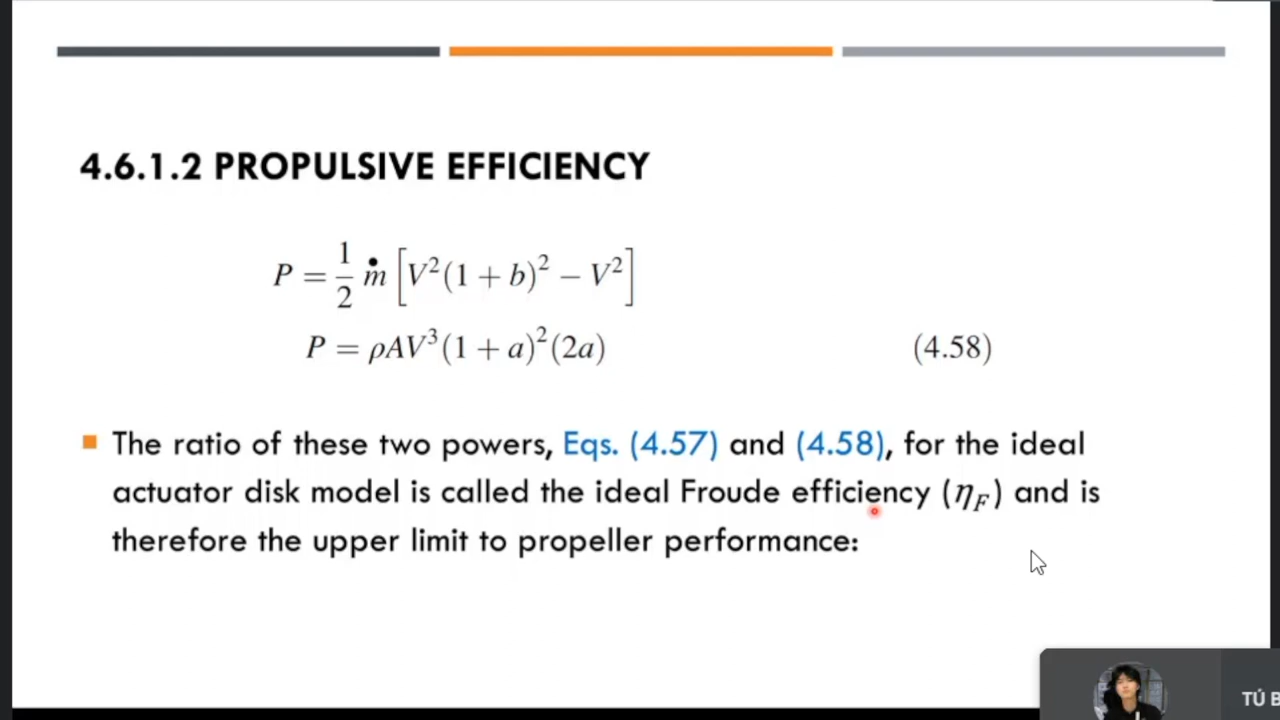 4.6.1.2 PROPULSIVE EFFICIENCY
P = 1/2 ṁ [V²(1 + b)² − V²]
P = ρAV³(1 + a)²(2a) (4.58)
The ratio of these two powers, Eqs. (4.57) and (4.58), for the ideal
actuator disk model is called the ideal Froude efficiency (η_F) and is
therefore the upper limit to propeller performance:
TÚ B